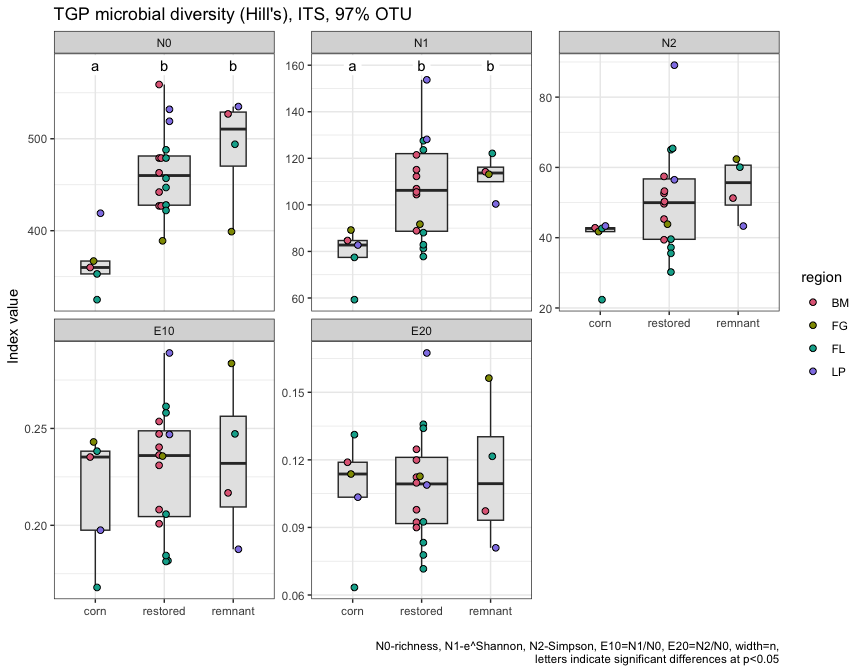 TGP microbial diversity (Hill's), ITS, 97% OTU
N0
N1
N2
a b b
a b b
500
400
160
140
120
100
80
60
80
60
40
20
corn restored remnant
Index value
region
BM
FG
FL
LP
E10
E20
0.25
0.20
0.15
0.12
0.09
0.06
corn restored remnant
corn restored remnant
N0-richness, N1-e^Shannon, N2-Simpson, E10=N1/N0, E20=N2/N0, width=n,
letters indicate significant differences at p<0.05